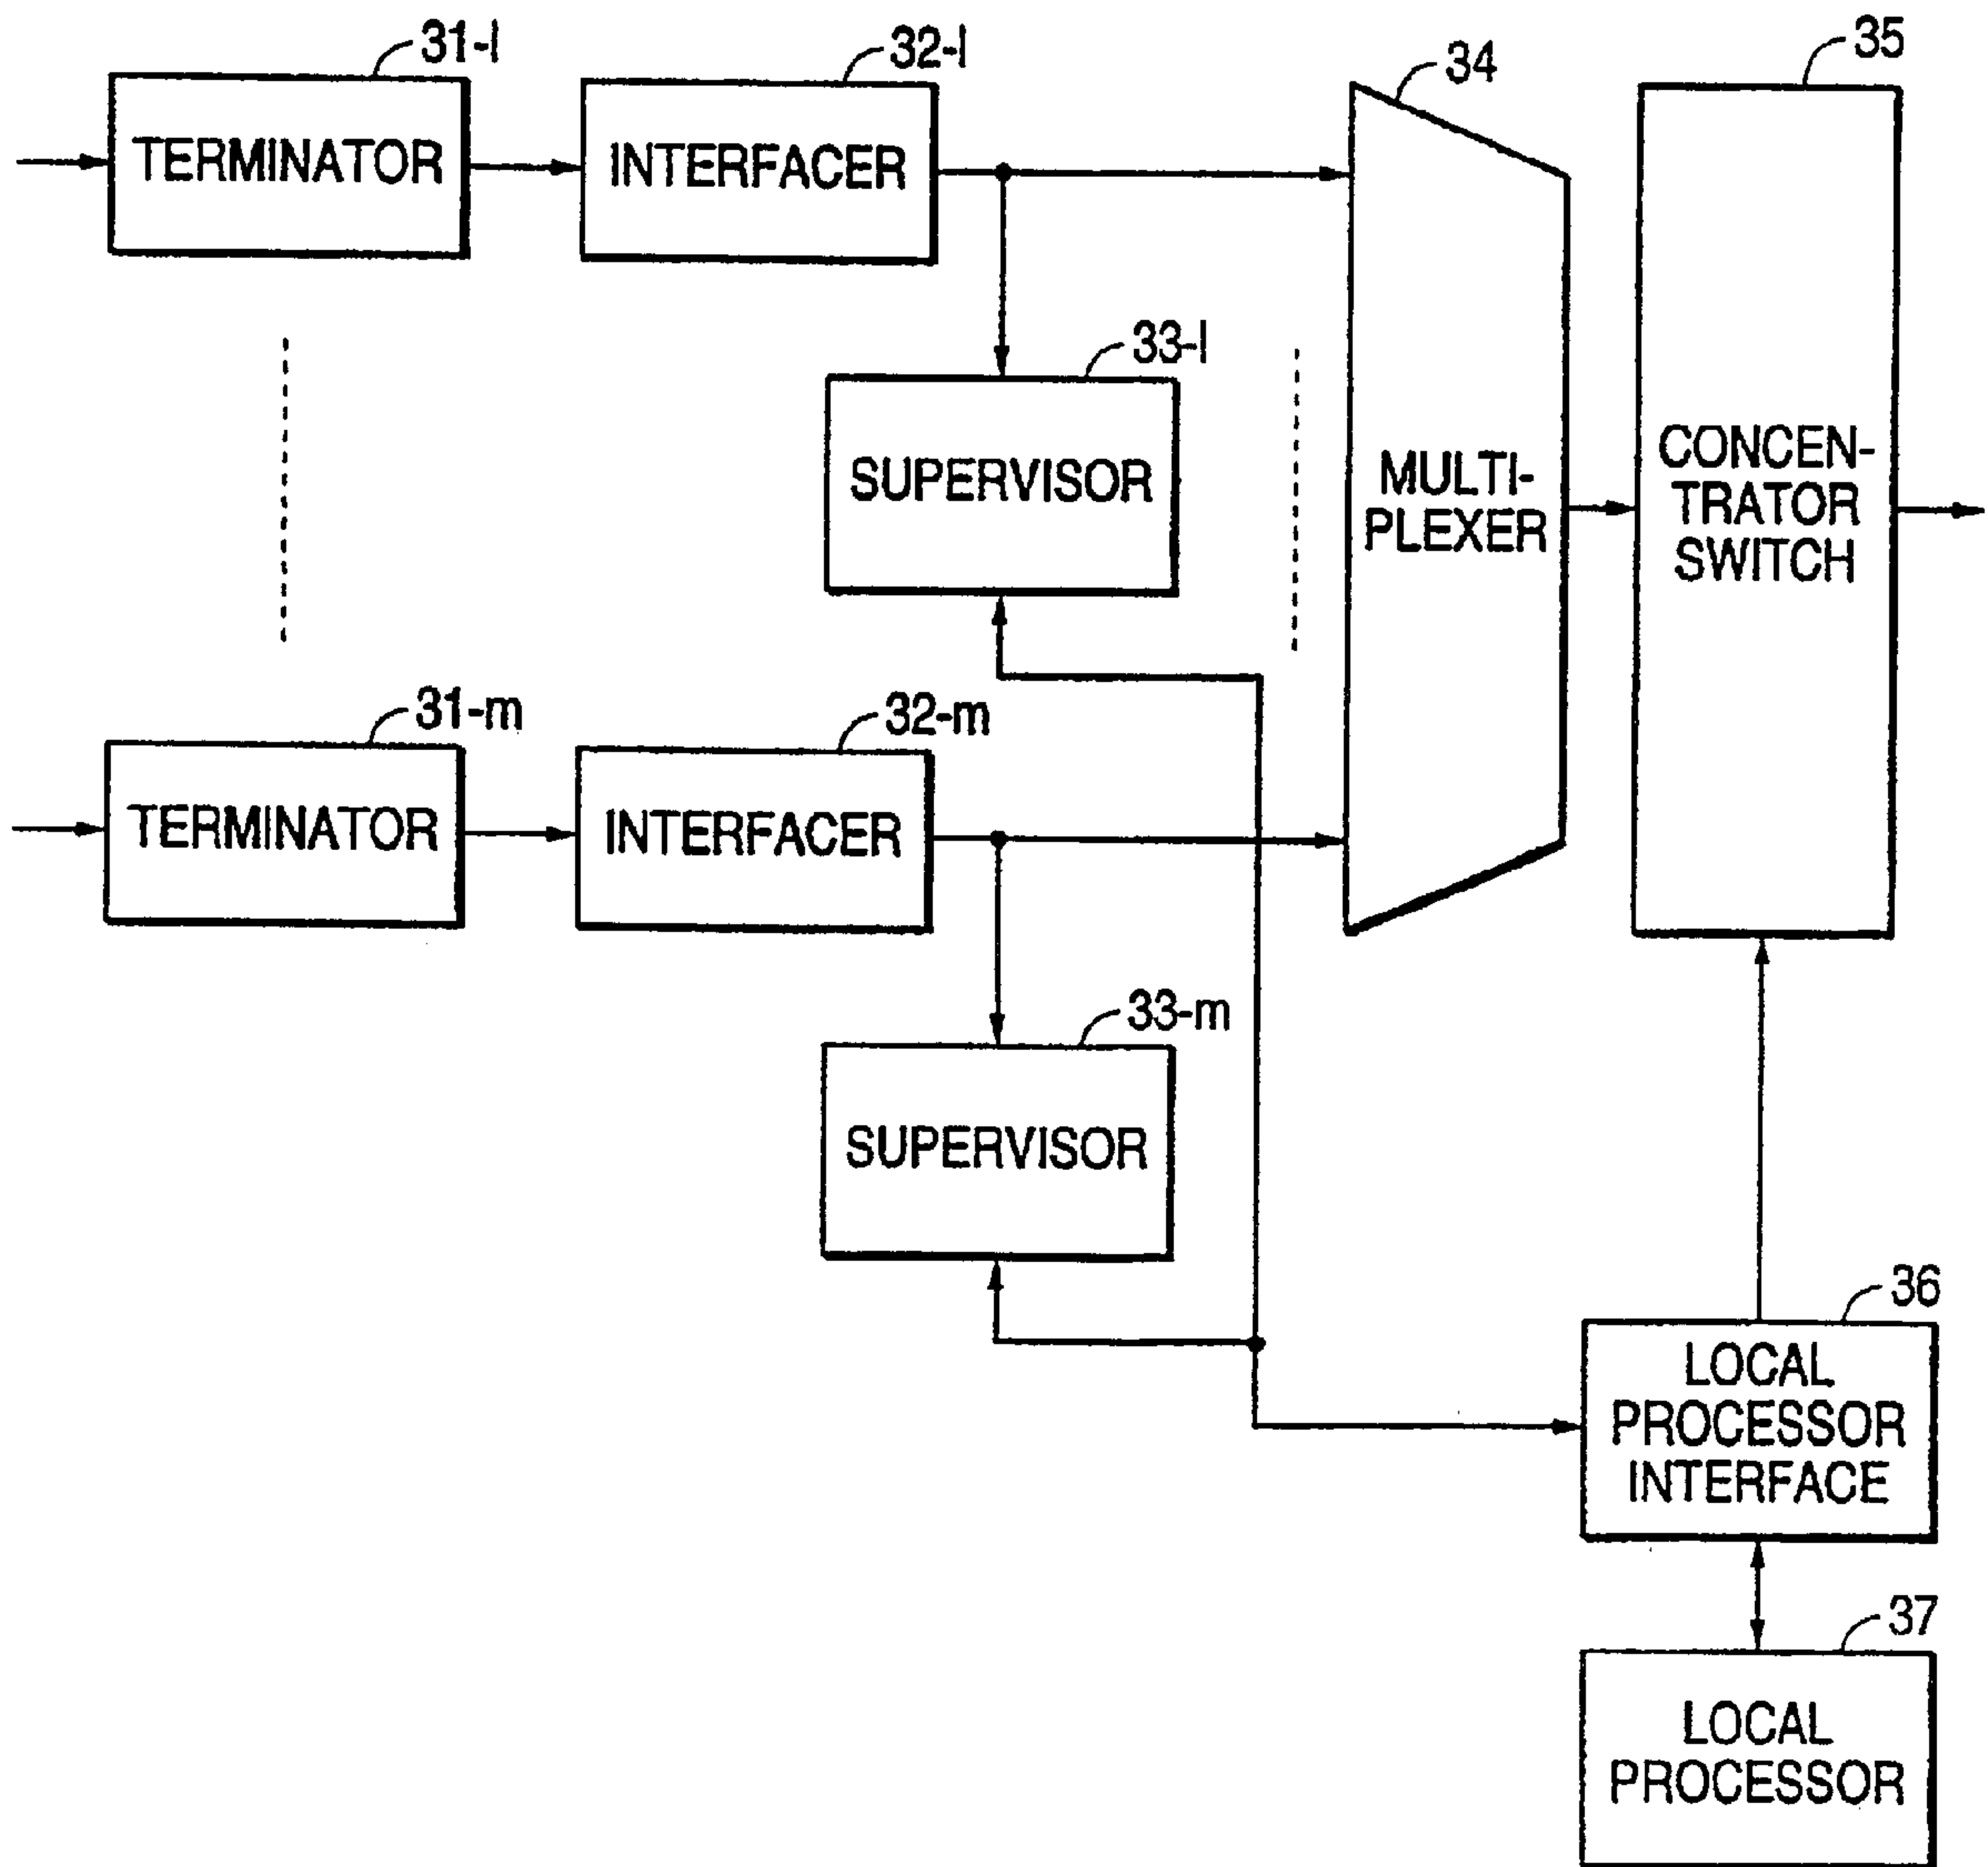 31-l
32-l
34
35
TERMINATOR
INTERFACER
33-l
SUPERVISOR
MULTI-
PLEXER
CONCEN-
TRATOR
SWITCH
31-m
32-m
TERMINATOR
INTERFACER
33-m
SUPERVISOR
36
LOCAL
PROCESSOR
INTERFACE
37
LOCAL
PROCESSOR